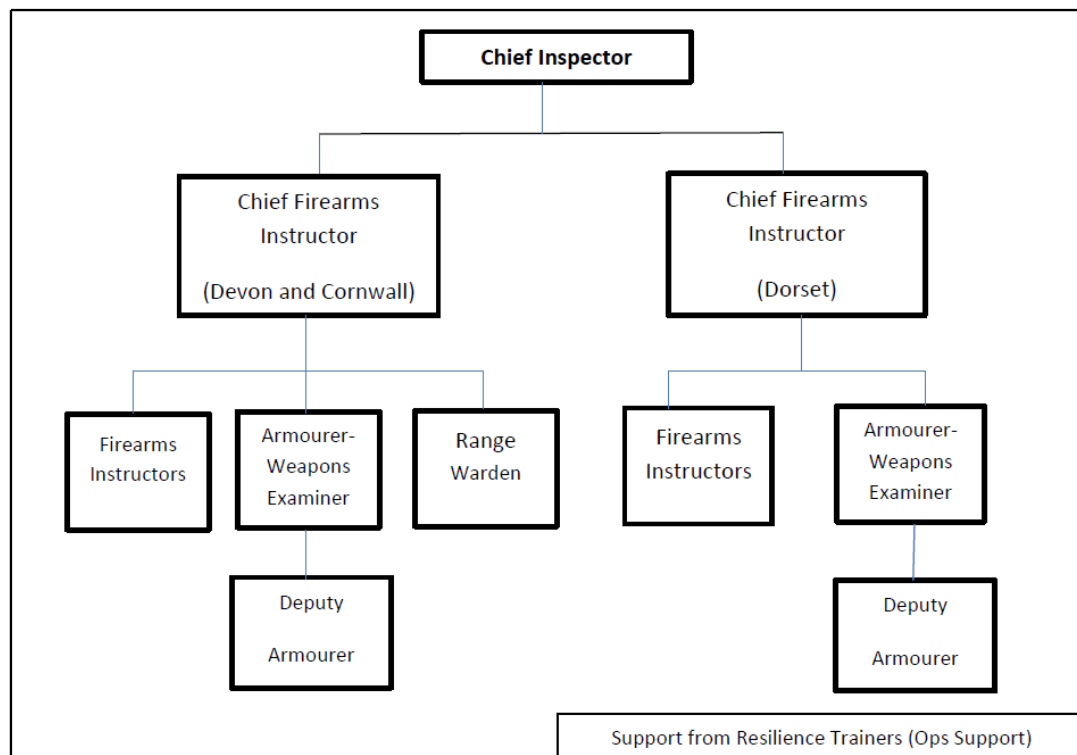 Chief Inspector
Chief Firearms
Instructor
(Devon and Cornwall)
Chief Firearms
Instructor
(Dorset)
Firearms
Instructors
Armourer-
Weapons
Examiner
Range
Warden
Firearms
Instructors
Armourer-
Weapons
Examiner
Deputy
Armourer
Deputy
Armourer
Support from Resilience Trainers (Ops Support)